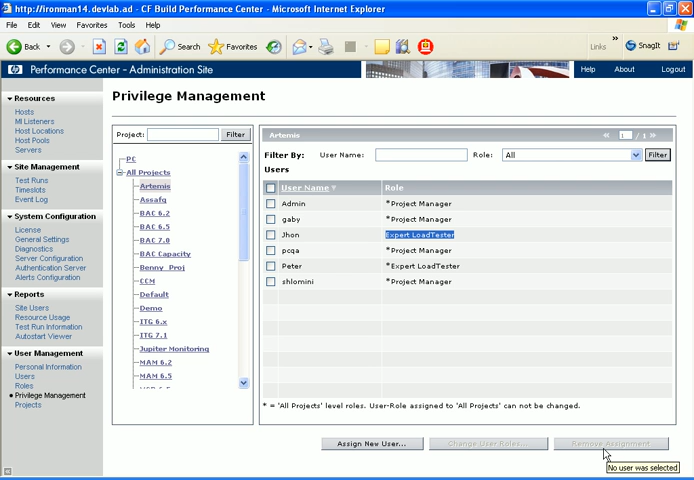 http://ironman14.devlab.ad - CF Build Performance Center - Microsoft Internet Explorer
File Edit View Favorites Tools Help
Back Search Favorites Links SnagIt
hp Performance Center - Administration Site Help About Logout
Resources
Hosts
MI Listeners
Host Locations
Host Pools
Servers
Site Management
Test Runs
Timeslots
Event Log
System Configuration
License
General Settings
Diagnostics
Server Configuration
Authentication Server
Alerts Configuration
Reports
Site Users
Resource Usage
Test Run Information
Autostart Viewer
User Management
Personal Information
Users
Roles
Privilege Management
Projects
Privilege Management
Project: Filter
PC
All Projects
Artemis
Assafq
BAC 6.2
BAC 6.5
BAC 7.0
BAC Capacity
Benny_Proj
CCM
Default
Demo
ITG 6.x
ITG 7.1
Jupiter Monitoring
MAM 6.2
MAM 6.5
Artemis 1 / 1
Filter By: User Name: Role: All Filter
Users
User Name Role
Admin *Project Manager
gaby *Project Manager
Jhon Expert LoadTester
pcqa *Project Manager
Peter *Expert LoadTester
shlomini *Project Manager
* = 'All Projects' level roles. User-Role assigned to 'All Projects' can not be changed.
Assign New User... Change User Roles... Remove Assignment
No user was selected